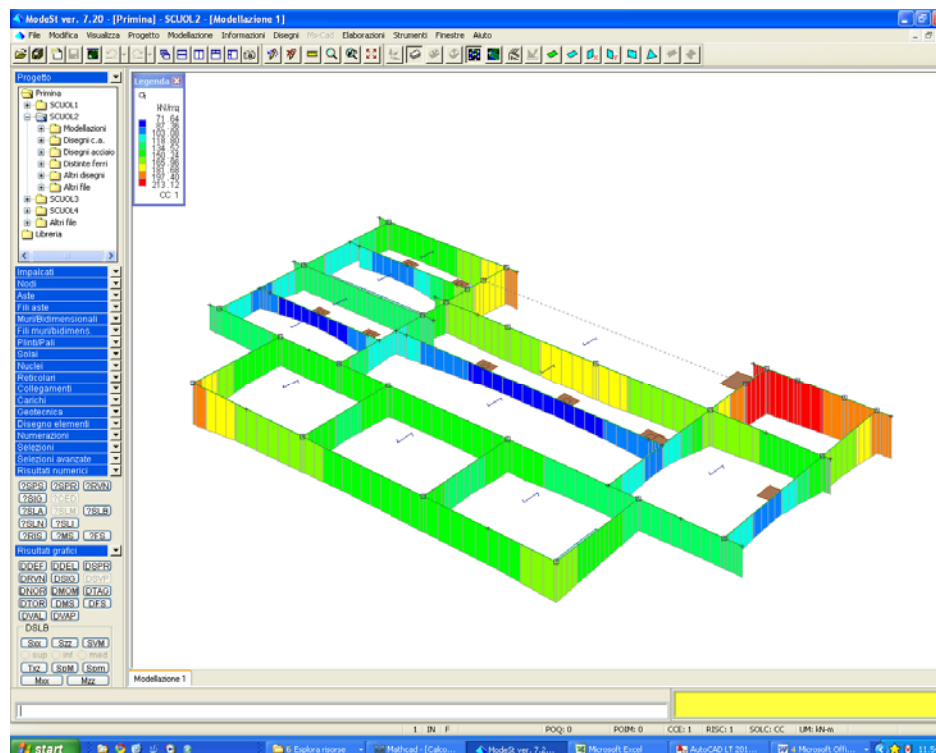 ModeSt ver. 7.20 - [Primina] - SCUOL2 - [Modellazione 1]
File Modifica Visualizza Progetto Modellazione Informazioni Disegni Ms-Cad Elaborazioni Strumenti Finestre Aiuto
Progetto
Primina
SCUOL1
SCUOL2
Modellazioni
Disegni c.a.
Disegni acciaio
Distinte ferri
Altri disegni
Altri file
SCUOL3
SCUOL4
Altri file
Libreria
Impalcati
Nodi
Aste
Fili aste
Muri/Bidimensionali
Fili muri/bidimens.
Plinti/Pali
Solai
Nuclei
Reticolari
Collegamenti
Carichi
Geotecnica
Disegno elementi
Numerazioni
Selezioni
Selezioni avanzate
Risultati numerici
?SPS ?SPR ?RVN
?SIG ?CED
?SLA ?SLM ?SLB
?SLN ?SLI
?RIS ?MS ?FS
Risultati grafici
DDEF DDEL DSPR
DRVN DSIG DSVP
DNOR DMOM DTAG
DTOR DMS DFS
DVAL DVAP
DSLB
Sxx Szz SVM
sup inf med
Txz SpM Spm
Mxx Mzz
Legenda
kN/mq
71.64
87.36
103.08
118.80
134.52
150.24
165.96
181.68
197.40
213.12
CC 1
Modellazione 1
1 IN F POQ: 0 POIM: 0 CCE: 1 RISC: 1 SOLC: CC UM: kN-m
start 6 Esplora risorse Mathcad - [Calco... ModeSt ver. 7.2... Microsoft Excel AutoCAD LT 201... 4 Microsoft Offi...